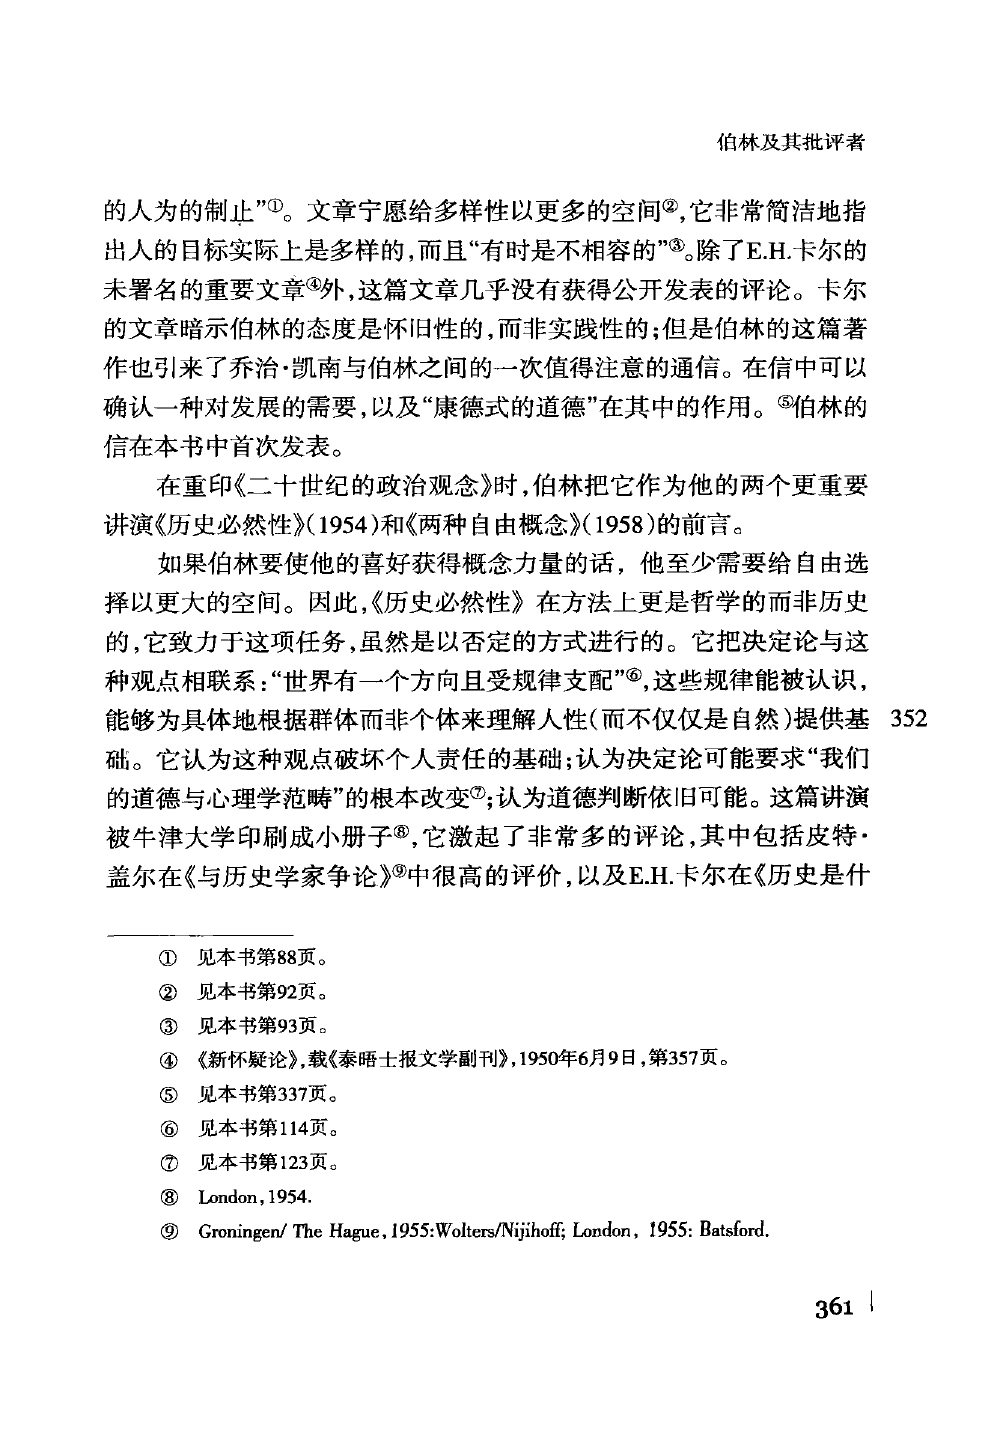 伯林及其批评者
的人为的制止”①。文章宁愿给多样性以更多的空间②,它非常简洁地指
出人的目标实际上是多样的,而且“有时是不相容的”③。除了E.H.卡尔的
未署名的重要文章④外,这篇文章几乎没有获得公开发表的评论。卡尔
的文章暗示伯林的态度是怀旧性的,而非实践性的;但是伯林的这篇著
作也引来了乔治·凯南与伯林之间的一次值得注意的通信。在信中可以
确认一种对发展的需要,以及“康德式的道德”在其中的作用。⑤伯林的
信在本书中首次发表。
在重印《二十世纪的政治观念》时,伯林把它作为他的两个更重要
讲演《历史必然性》(1954)和《两种自由概念》(1958)的前言。
如果伯林要使他的喜好获得概念力量的话，他至少需要给自由选
择以更大的空间。因此,《历史必然性》在方法上更是哲学的而非历史
的,它致力于这项任务,虽然是以否定的方式进行的。它把决定论与这
种观点相联系:“世界有一个方向且受规律支配”⑥,这些规律能被认识,
能够为具体地根据群体而非个体来理解人性(而不仅仅是自然)提供基 352
础。它认为这种观点破坏个人责任的基础;认为决定论可能要求“我们
的道德与心理学范畴”的根本改变⑦;认为道德判断依旧可能。这篇讲演
被牛津大学印刷成小册子⑧,它激起了非常多的评论,其中包括皮特·
盖尔在《与历史学家争论》⑨中很高的评价,以及E.H.卡尔在《历史是什
① 见本书第88页。
② 见本书第92页。
③ 见本书第93页。
④ 《新怀疑论》,载《泰晤士报文学副刊》,1950年6月9日,第357页。
⑤ 见本书第337页。
⑥ 见本书第114页。
⑦ 见本书第123页。
⑧ London,1954.
⑨ Groningen/ The Hague,1955:Wolters/Nijihoff; London, 1955: Batsford.
361